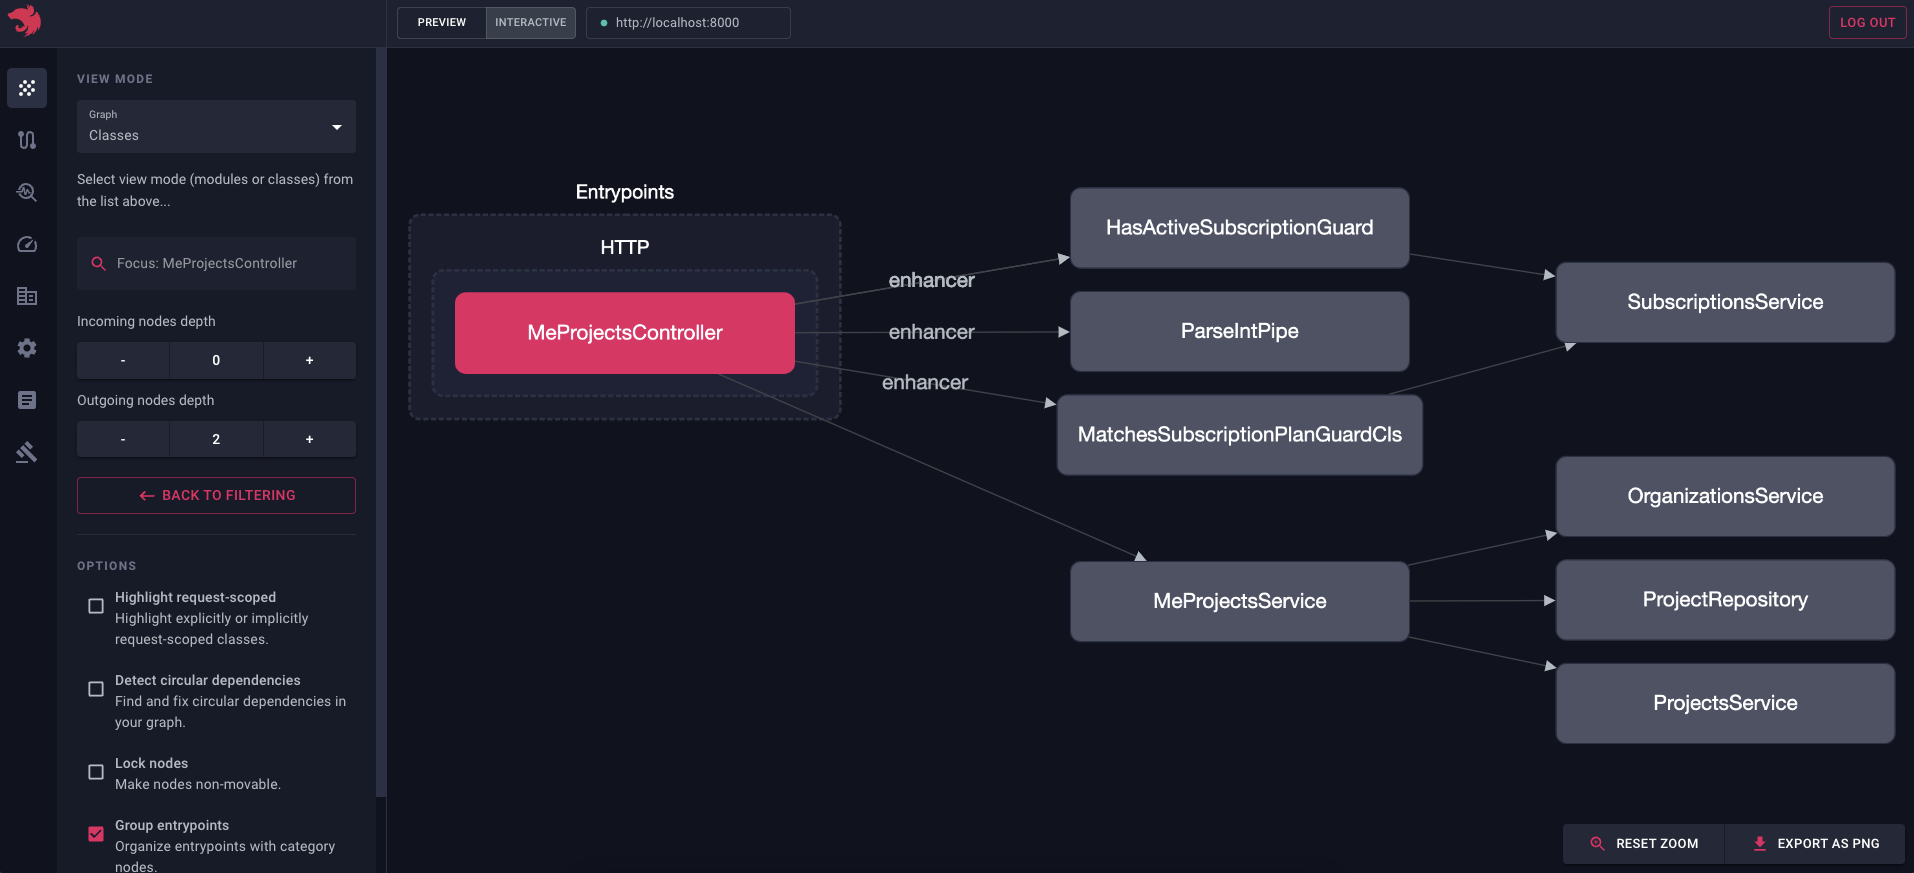 PREVIEW
INTERACTIVE
http://localhost:8000
LOG OUT
VIEW MODE
Graph
Classes
Select view mode (modules or classes) from
the list above...
Focus: MeProjectsController
Incoming nodes depth
- 0 +
Outgoing nodes depth
- 2 +
← BACK TO FILTERING
OPTIONS
Highlight request-scoped
Highlight explicitly or implicitly
request-scoped classes.
Detect circular dependencies
Find and fix circular dependencies in
your graph.
Lock nodes
Make nodes non-movable.
Group entrypoints
Organize entrypoints with category
nodes.
Entrypoints
HTTP
MeProjectsController
enhancer
enhancer
enhancer
HasActiveSubscriptionGuard
ParseIntPipe
MatchesSubscriptionPlanGuardCls
MeProjectsService
SubscriptionsService
OrganizationsService
ProjectRepository
ProjectsService
RESET ZOOM
EXPORT AS PNG